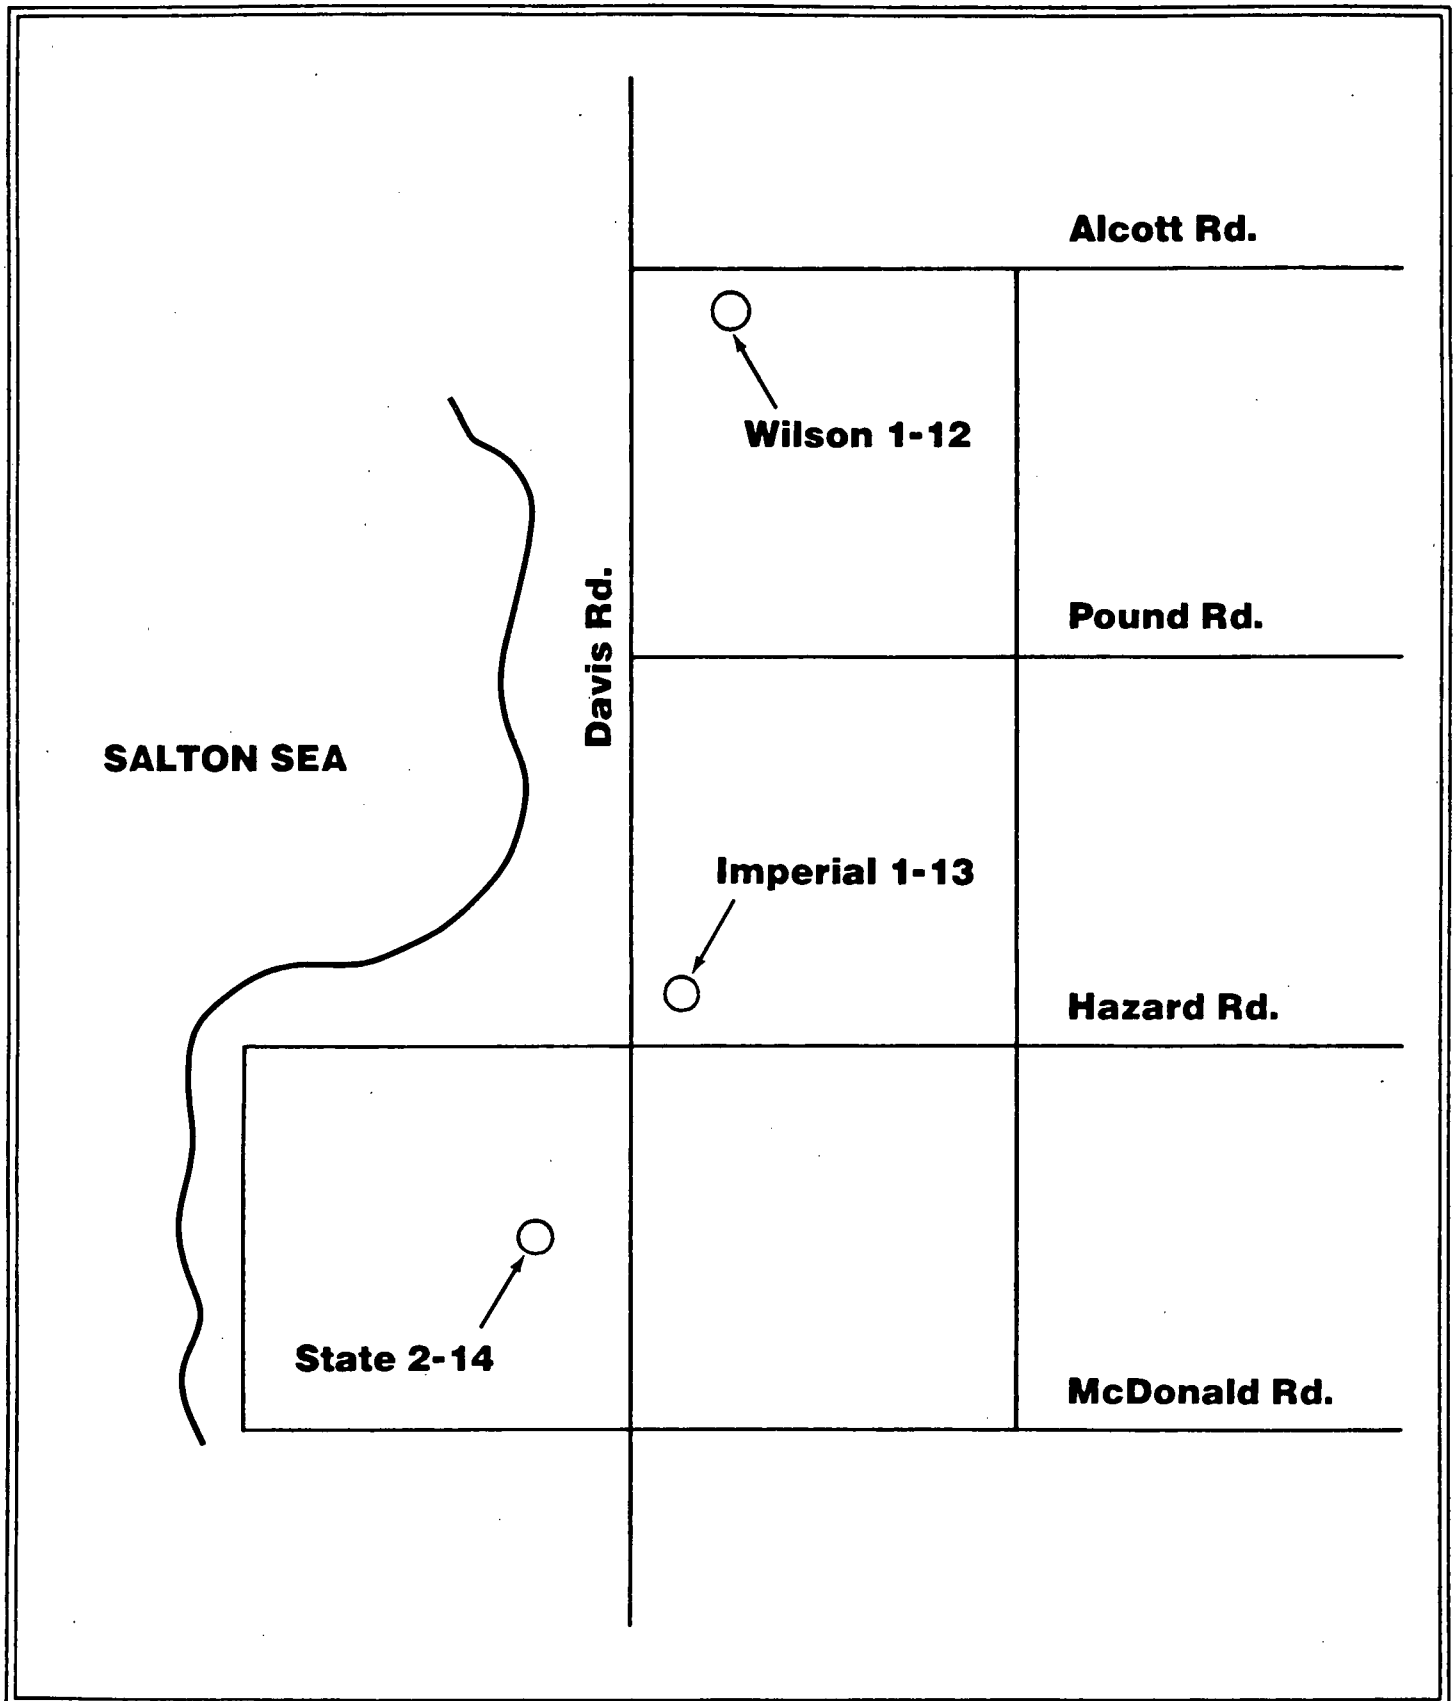 Alcott Rd.
Wilson 1-12
Davis Rd.
Pound Rd.
SALTON SEA
Imperial 1-13
Hazard Rd.
State 2-14
McDonald Rd.